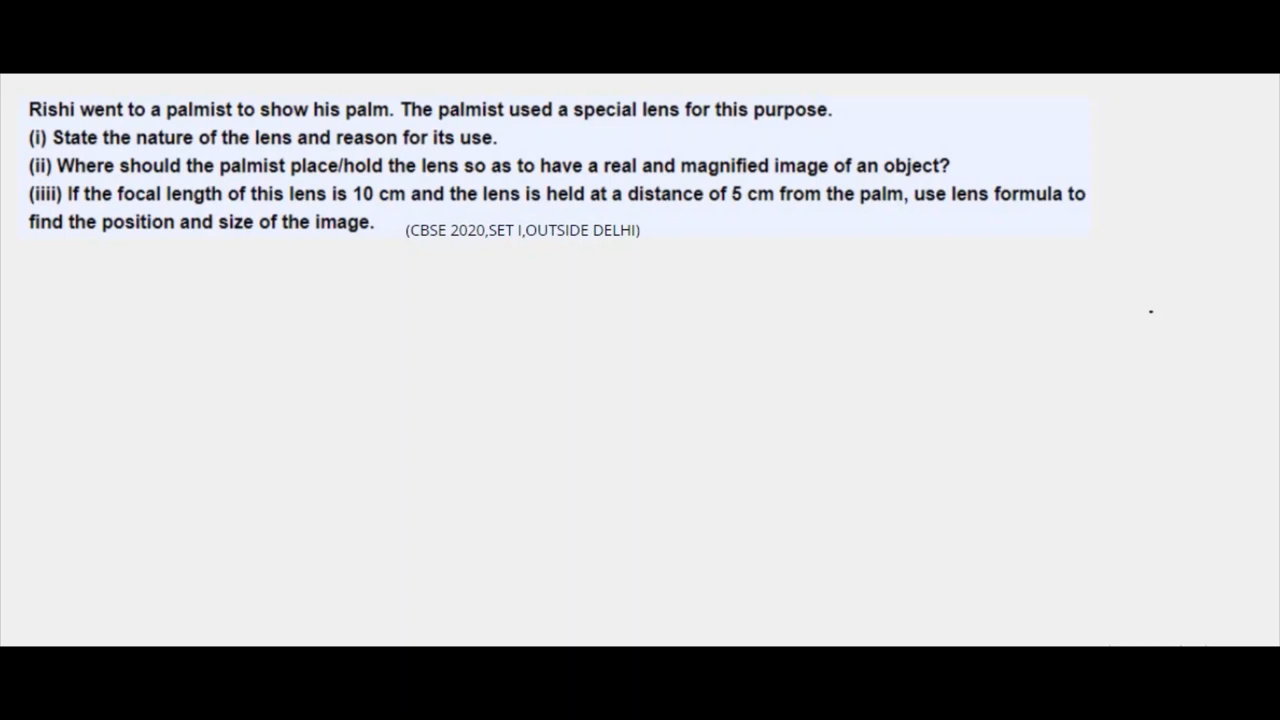 Rishi went to a palmist to show his palm. The palmist used a special lens for this purpose.
(i) State the nature of the lens and reason for its use.
(ii) Where should the palmist place/hold the lens so as to have a real and magnified image of an object?
(iiii) If the focal length of this lens is 10 cm and the lens is held at a distance of 5 cm from the palm, use lens formula to
find the position and size of the image.
(CBSE 2020,SET I,OUTSIDE DELHI)